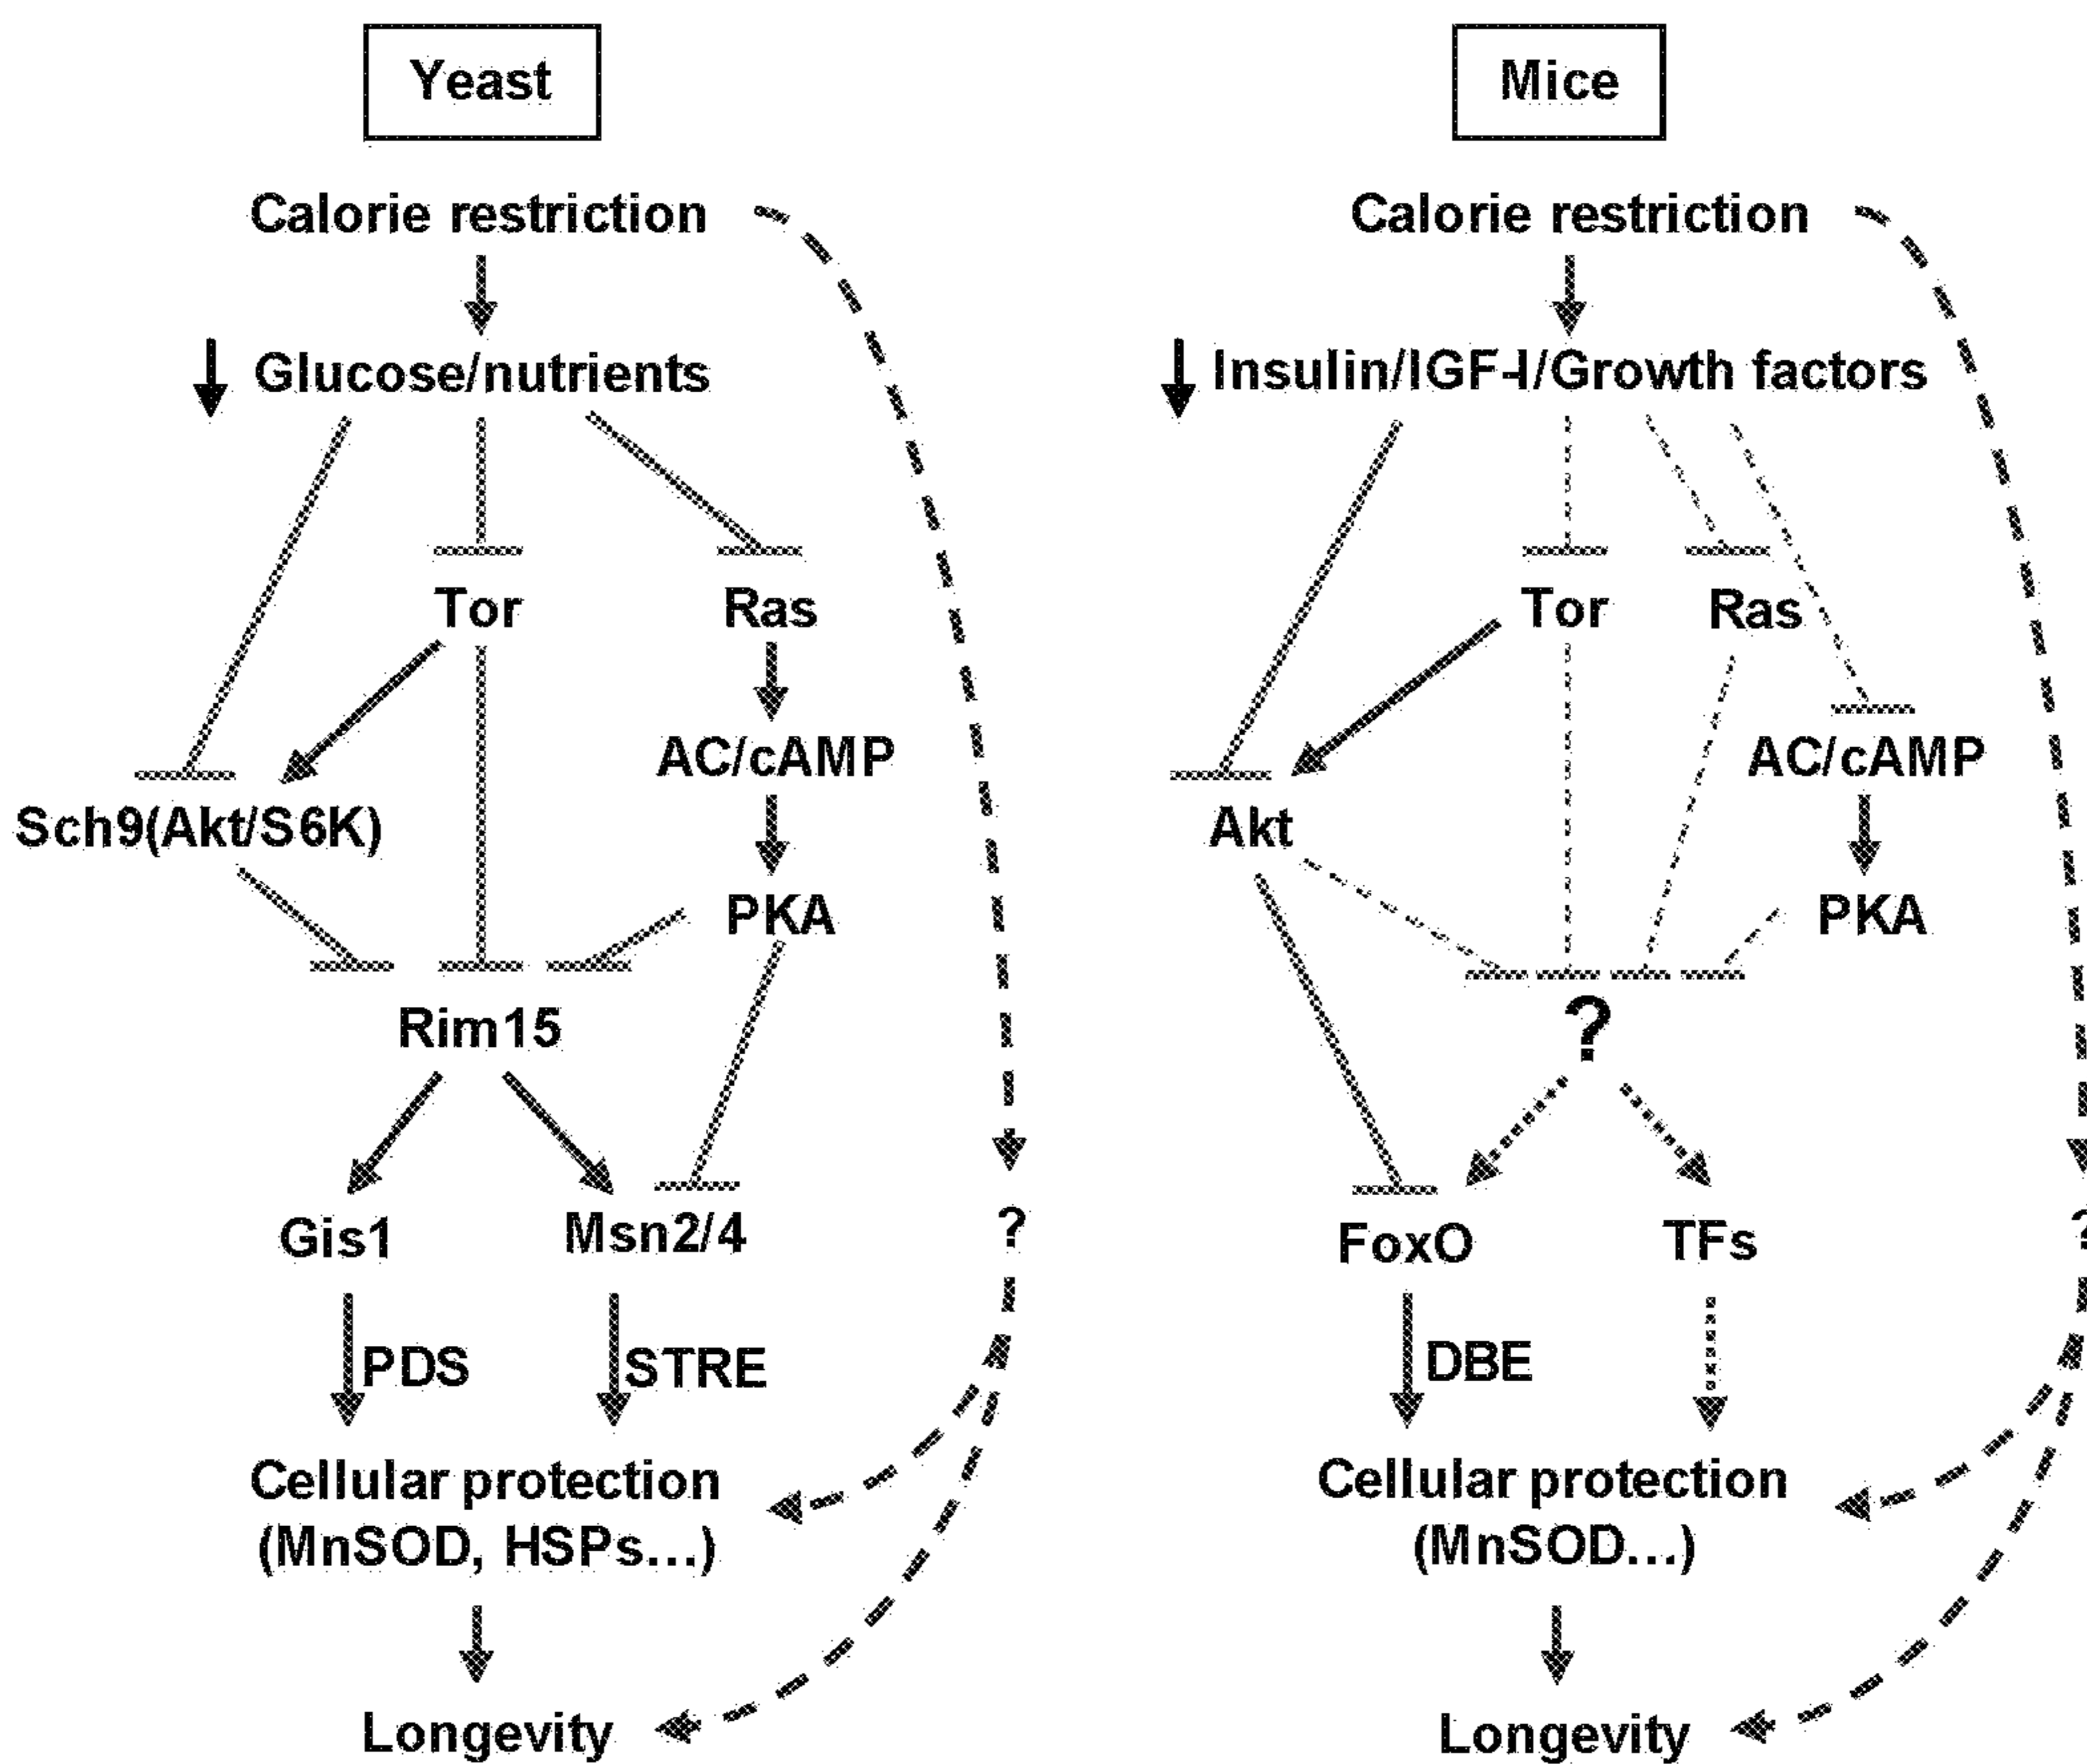 Yeast
Calorie restriction
Glucose/nutrients
Tor
Ras
AC/cAMP
Sch9(Akt/S6K)
PKA
Rim15
Gis1
Msn2/4
?
PDS
STRE
Cellular protection
(MnSOD, HSPs...)
Longevity
Mice
Calorie restriction
Insulin/IGF-I/Growth factors
Tor
Ras
AC/cAMP
Akt
PKA
?
FoxO
TFs
?
DBE
Cellular protection
(MnSOD...)
Longevity